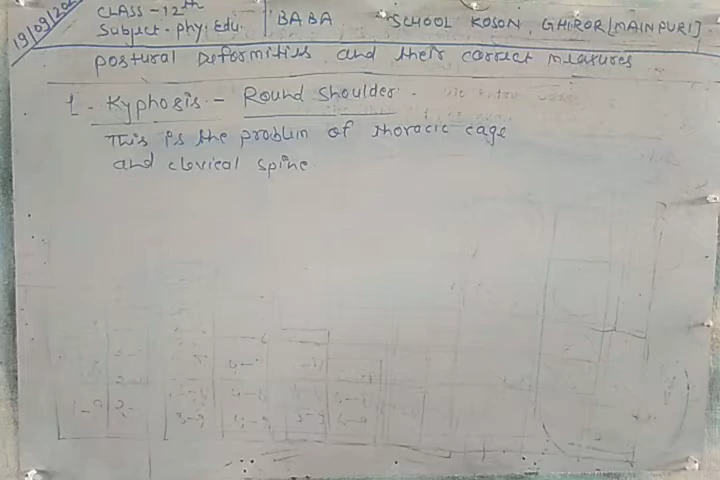 19/09/20
CLASS - 12th
Subject - phy. Edu.
BABA SCHOOL KOSON, GHIROR [MAINPURI]
postural Deformities and their correct measures
1 - Kyphosis - Round Shoulder -
This is the problem of thoracic cage
and clevical spine.